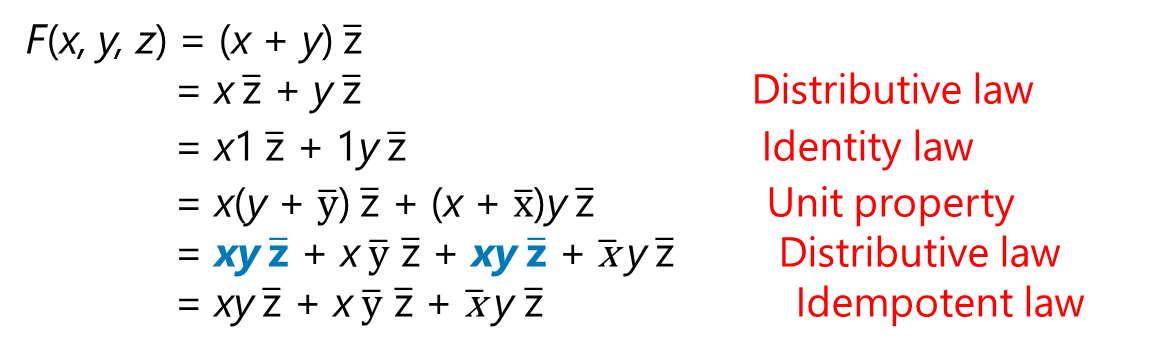 F(x, y, z) = (x + y) z̅
= x z̅ + y z̅ Distributive law
= x1 z̅ + 1y z̅ Identity law
= x(y + y̅) z̅ + (x + x̅)y z̅ Unit property
= xy z̅ + x y̅ z̅ + xy z̅ + x̅ y z̅ Distributive law
= xy z̅ + x y̅ z̅ + x̅ y z̅ Idempotent law